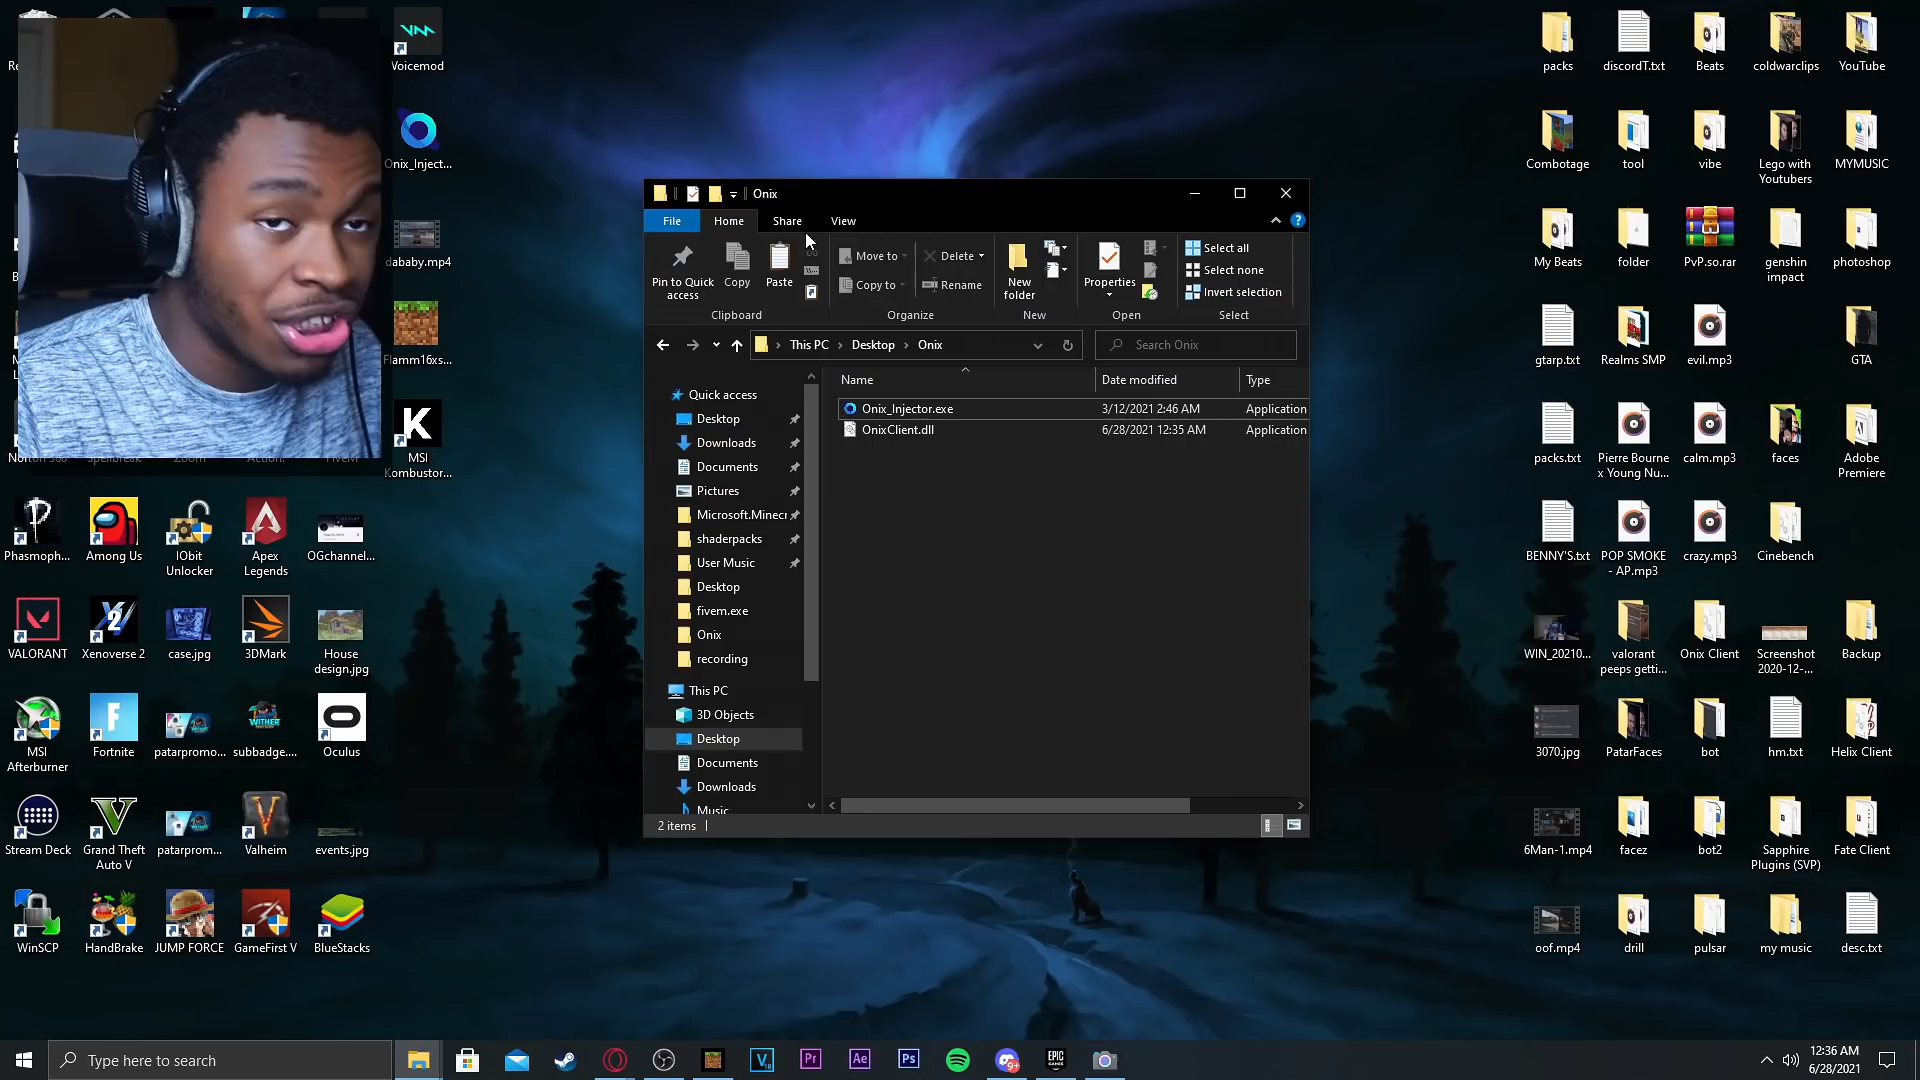 Voicemod
Onix_Inject...
dababy.mp4
Flamm16xs...
MSI
Kombustor...
Phasmoph...
Among Us
IObit
Unlocker
Apex
Legends
OGchannel...
VALORANT
Xenoverse 2
case.jpg
3DMark
House
design.jpg
MSI
Afterburner
Fortnite
patarpromo...
subbadge....
Oculus
Stream Deck
Grand Theft
Auto V
patarprom...
Valheim
events.jpg
WinSCP
HandBrake
JUMP FORCE
GameFirst V
BlueStacks
Onix
File
Home
Share
View
Pin to Quick
access
Copy
Paste
Move to
Copy to
Delete
Rename
New
folder
Properties
Select all
Select none
Invert selection
Clipboard
Organize
New
Open
Select
This PC
Desktop
Onix
Search Onix
Name
Date modified
Type
Onix_Injector.exe
3/12/2021 2:46 AM
Application
OnixClient.dll
6/28/2021 12:35 AM
Application
Quick access
Desktop
Downloads
Documents
Pictures
Microsoft.Minecr
shaderpacks
User Music
Desktop
fivem.exe
Onix
recording
This PC
3D Objects
Desktop
Documents
Downloads
Music
2 items
packs
discordT.txt
Beats
coldwarclips
YouTube
Combotage
tool
vibe
Lego with
Youtubers
MYMUSIC
My Beats
folder
PvP.so.rar
genshin
impact
photoshop
gtarp.txt
Realms SMP
evil.mp3
GTA
packs.txt
Pierre Bourne
x Young Nu...
calm.mp3
faces
Adobe
Premiere
BENNY'S.txt
POP SMOKE
- AP.mp3
crazy.mp3
Cinebench
WIN_20210...
valorant
peeps getti...
Onix Client
Screenshot
2020-12-...
Backup
3070.jpg
PatarFaces
bot
hm.txt
Helix Client
6Man-1.mp4
facez
bot2
Sapphire
Plugins (SVP)
Fate Client
oof.mp4
drill
pulsar
my music
desc.txt
Type here to search
12:36 AM
6/28/2021